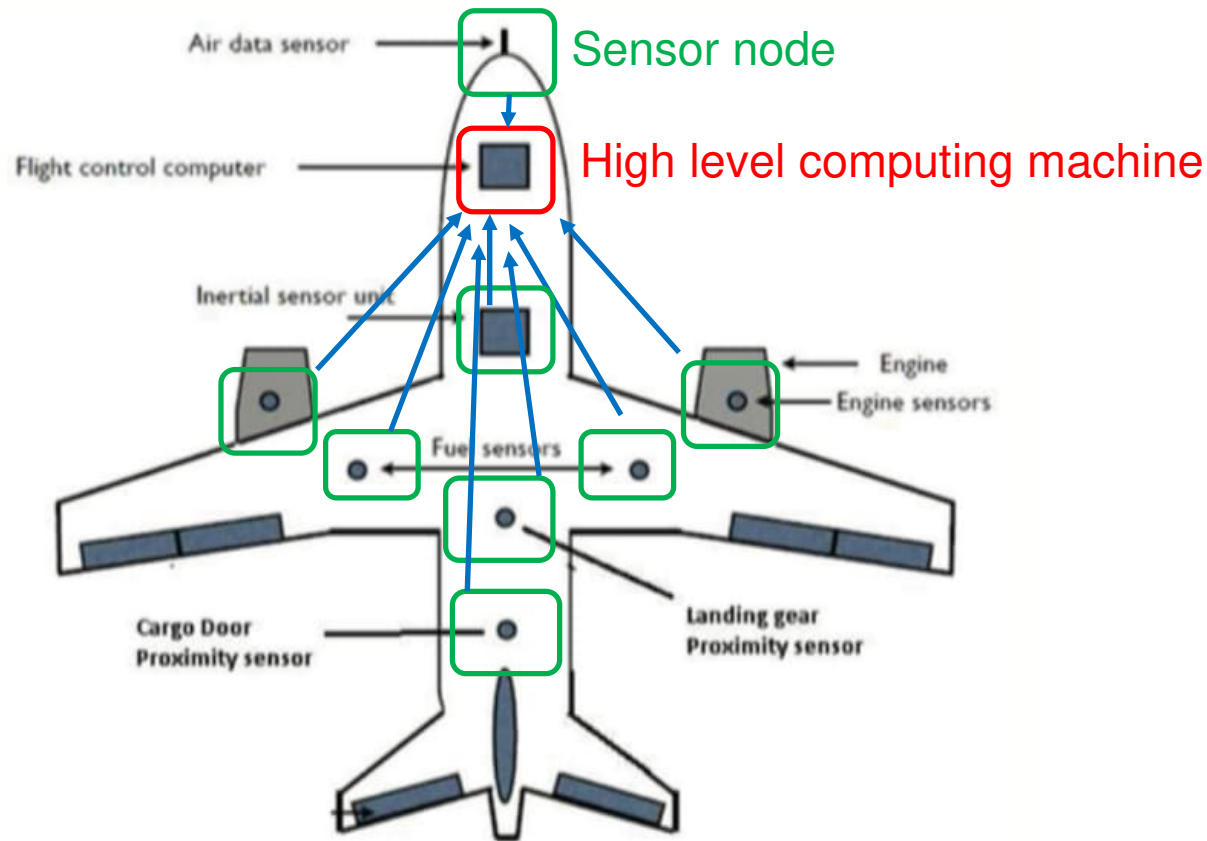 Air data sensor
Sensor node
Flight control computer
High level computing machine
Inertial sensor unit
Engine
Engine sensors
Fuel sensors
Cargo Door
Proximity sensor
Landing gear
Proximity sensor